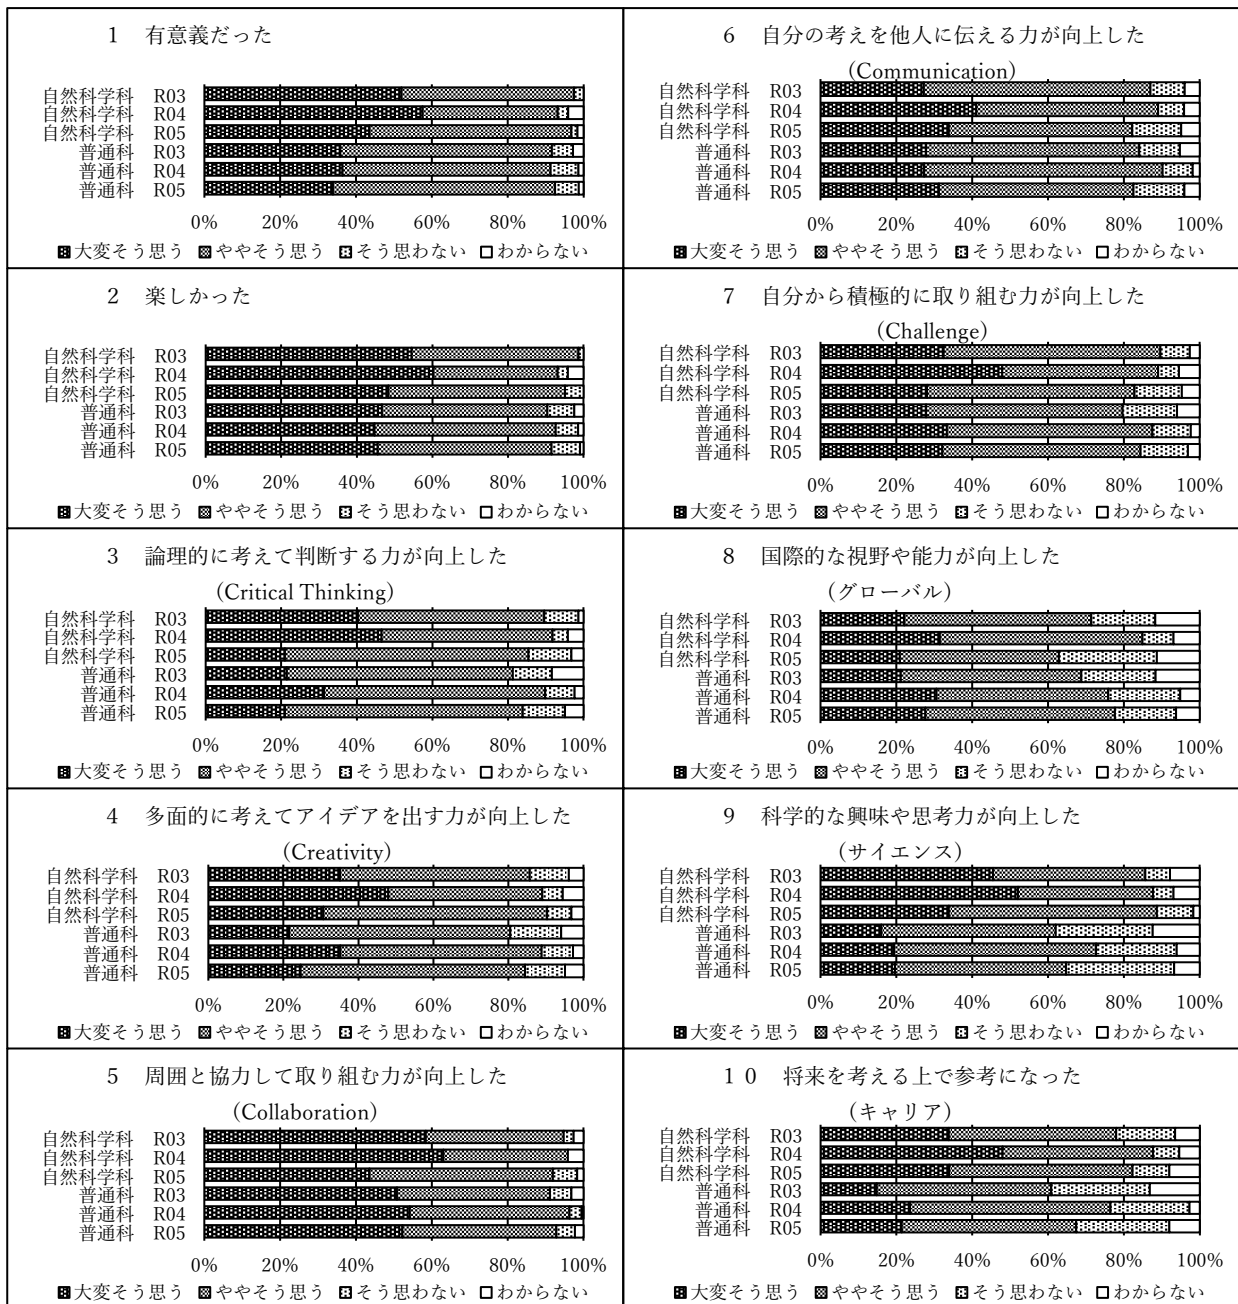 1　有意義だった
自然科学科　R03
自然科学科　R04
自然科学科　R05
普通科　R03
普通科　R04
普通科　R05
0% 20% 40% 60% 80% 100%
大変そう思う ややそう思う そう思わない わからない
2　楽しかった
自然科学科　R03
自然科学科　R04
自然科学科　R05
普通科　R03
普通科　R04
普通科　R05
0% 20% 40% 60% 80% 100%
大変そう思う ややそう思う そう思わない わからない
3　論理的に考えて判断する力が向上した
(Critical Thinking)
自然科学科　R03
自然科学科　R04
自然科学科　R05
普通科　R03
普通科　R04
普通科　R05
0% 20% 40% 60% 80% 100%
大変そう思う ややそう思う そう思わない わからない
4　多面的に考えてアイデアを出す力が向上した
(Creativity)
自然科学科　R03
自然科学科　R04
自然科学科　R05
普通科　R03
普通科　R04
普通科　R05
0% 20% 40% 60% 80% 100%
大変そう思う ややそう思う そう思わない わからない
5　周囲と協力して取り組む力が向上した
(Collaboration)
自然科学科　R03
自然科学科　R04
自然科学科　R05
普通科　R03
普通科　R04
普通科　R05
0% 20% 40% 60% 80% 100%
大変そう思う ややそう思う そう思わない わからない
6　自分の考えを他人に伝える力が向上した
(Communication)
自然科学科　R03
自然科学科　R04
自然科学科　R05
普通科　R03
普通科　R04
普通科　R05
0% 20% 40% 60% 80% 100%
大変そう思う ややそう思う そう思わない わからない
7　自分から積極的に取り組む力が向上した
(Challenge)
自然科学科　R03
自然科学科　R04
自然科学科　R05
普通科　R03
普通科　R04
普通科　R05
0% 20% 40% 60% 80% 100%
大変そう思う ややそう思う そう思わない わからない
8　国際的な視野や能力が向上した
(グローバル)
自然科学科　R03
自然科学科　R04
自然科学科　R05
普通科　R03
普通科　R04
普通科　R05
0% 20% 40% 60% 80% 100%
大変そう思う ややそう思う そう思わない わからない
9　科学的な興味や思考力が向上した
(サイエンス)
自然科学科　R03
自然科学科　R04
自然科学科　R05
普通科　R03
普通科　R04
普通科　R05
0% 20% 40% 60% 80% 100%
大変そう思う ややそう思う そう思わない わからない
10　将来を考える上で参考になった
(キャリア)
自然科学科　R03
自然科学科　R04
自然科学科　R05
普通科　R03
普通科　R04
普通科　R05
0% 20% 40% 60% 80% 100%
大変そう思う ややそう思う そう思わない わからない